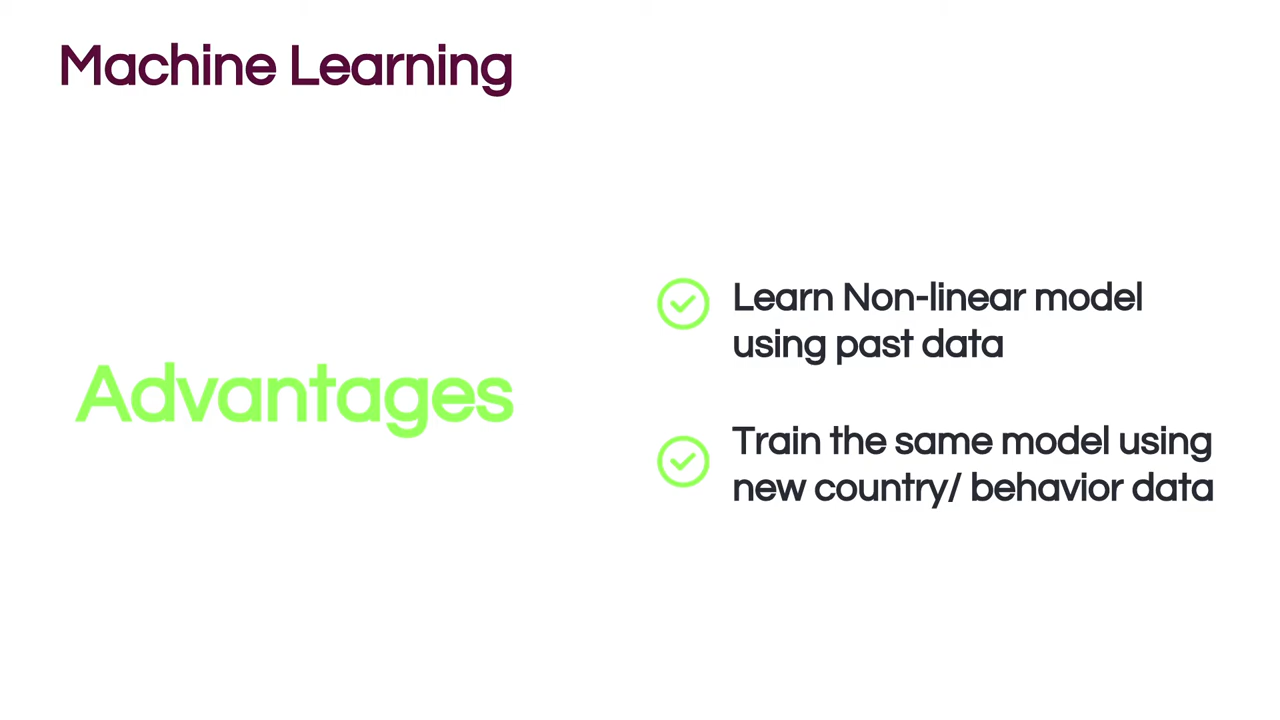 Machine Learning
Advantages
Learn Non-linear model
using past data
Train the same model using
new country/ behavior data